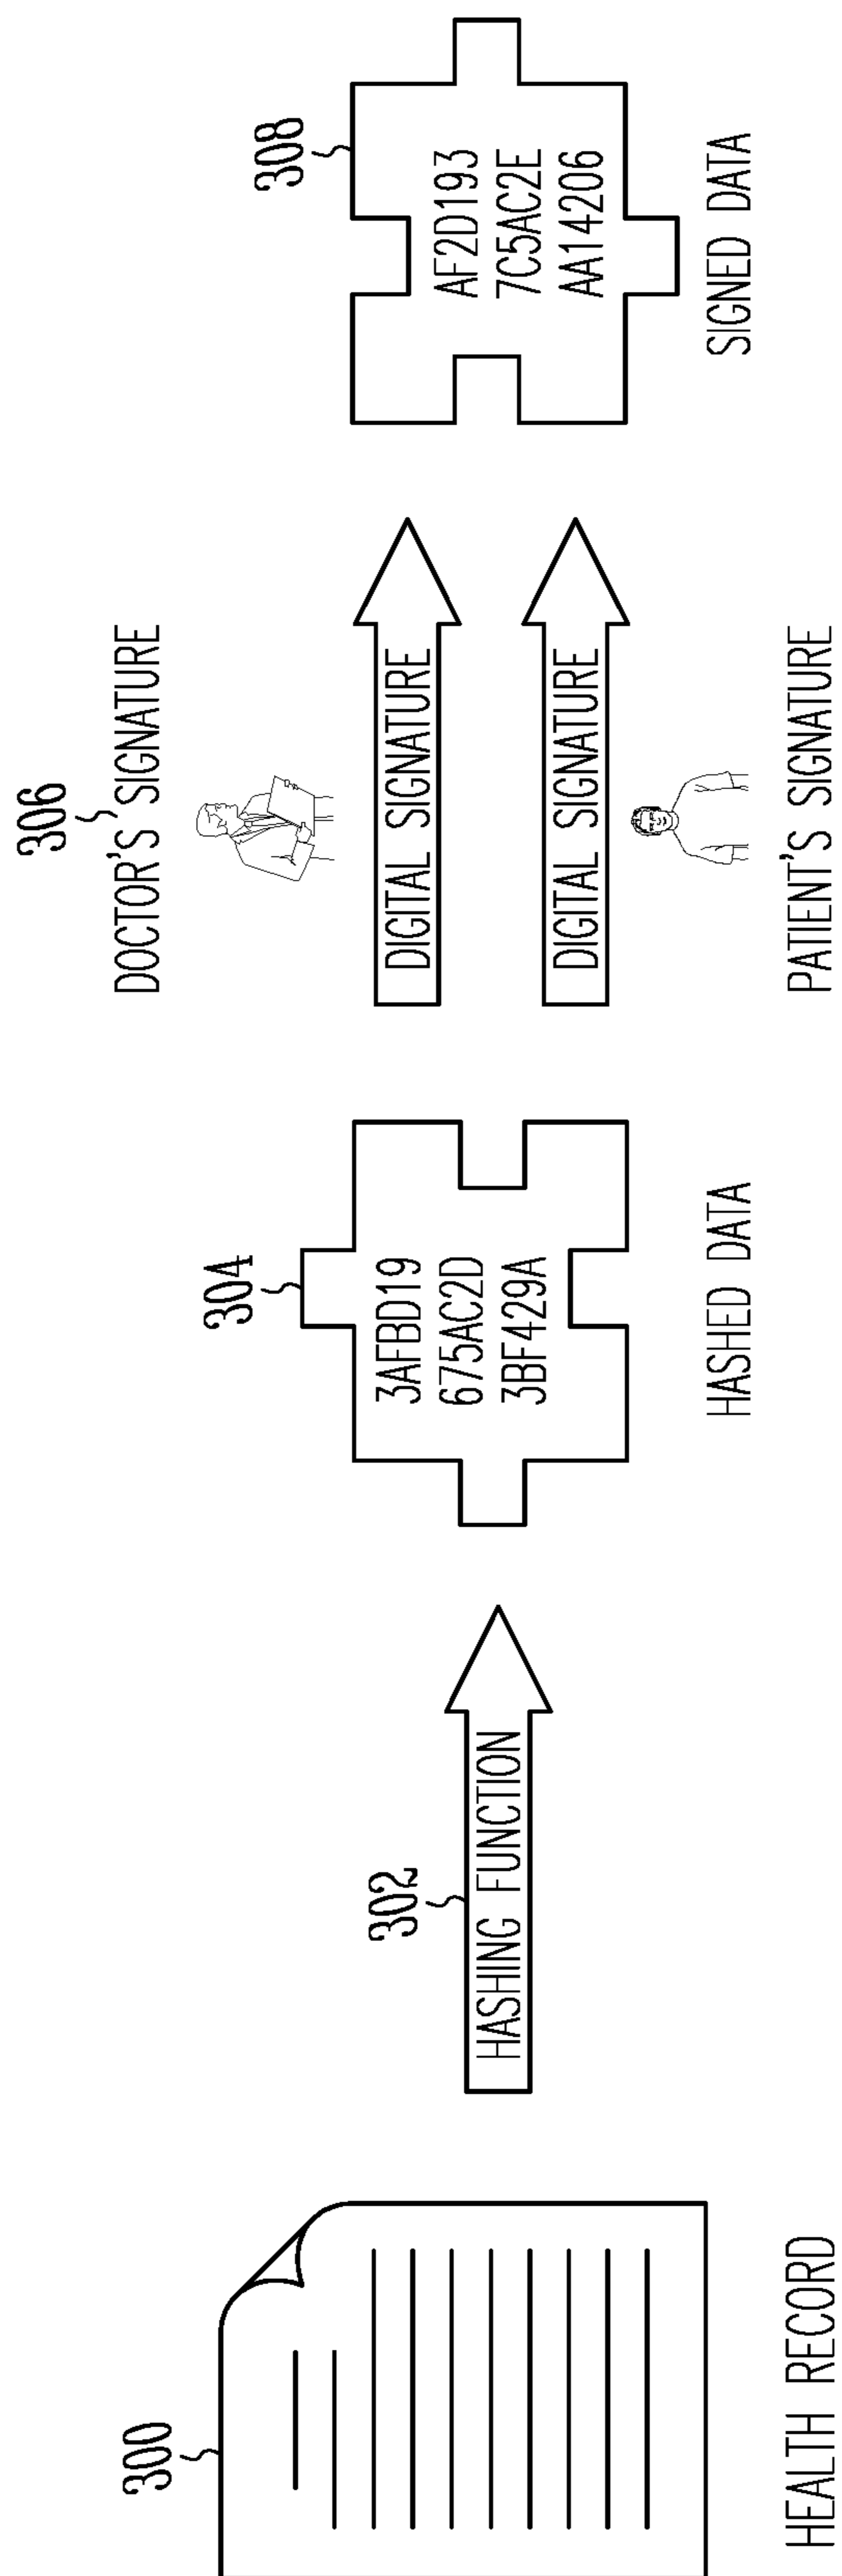 300
HEALTH RECORD
302
HASHING FUNCTION
304
3AFBD19
675AC2D
3BF429A
HASHED DATA
306
DOCTOR'S SIGNATURE
DIGITAL SIGNATURE
DIGITAL SIGNATURE
PATIENT'S SIGNATURE
308
AF2D193
7C5AC2E
AA14206
SIGNED DATA